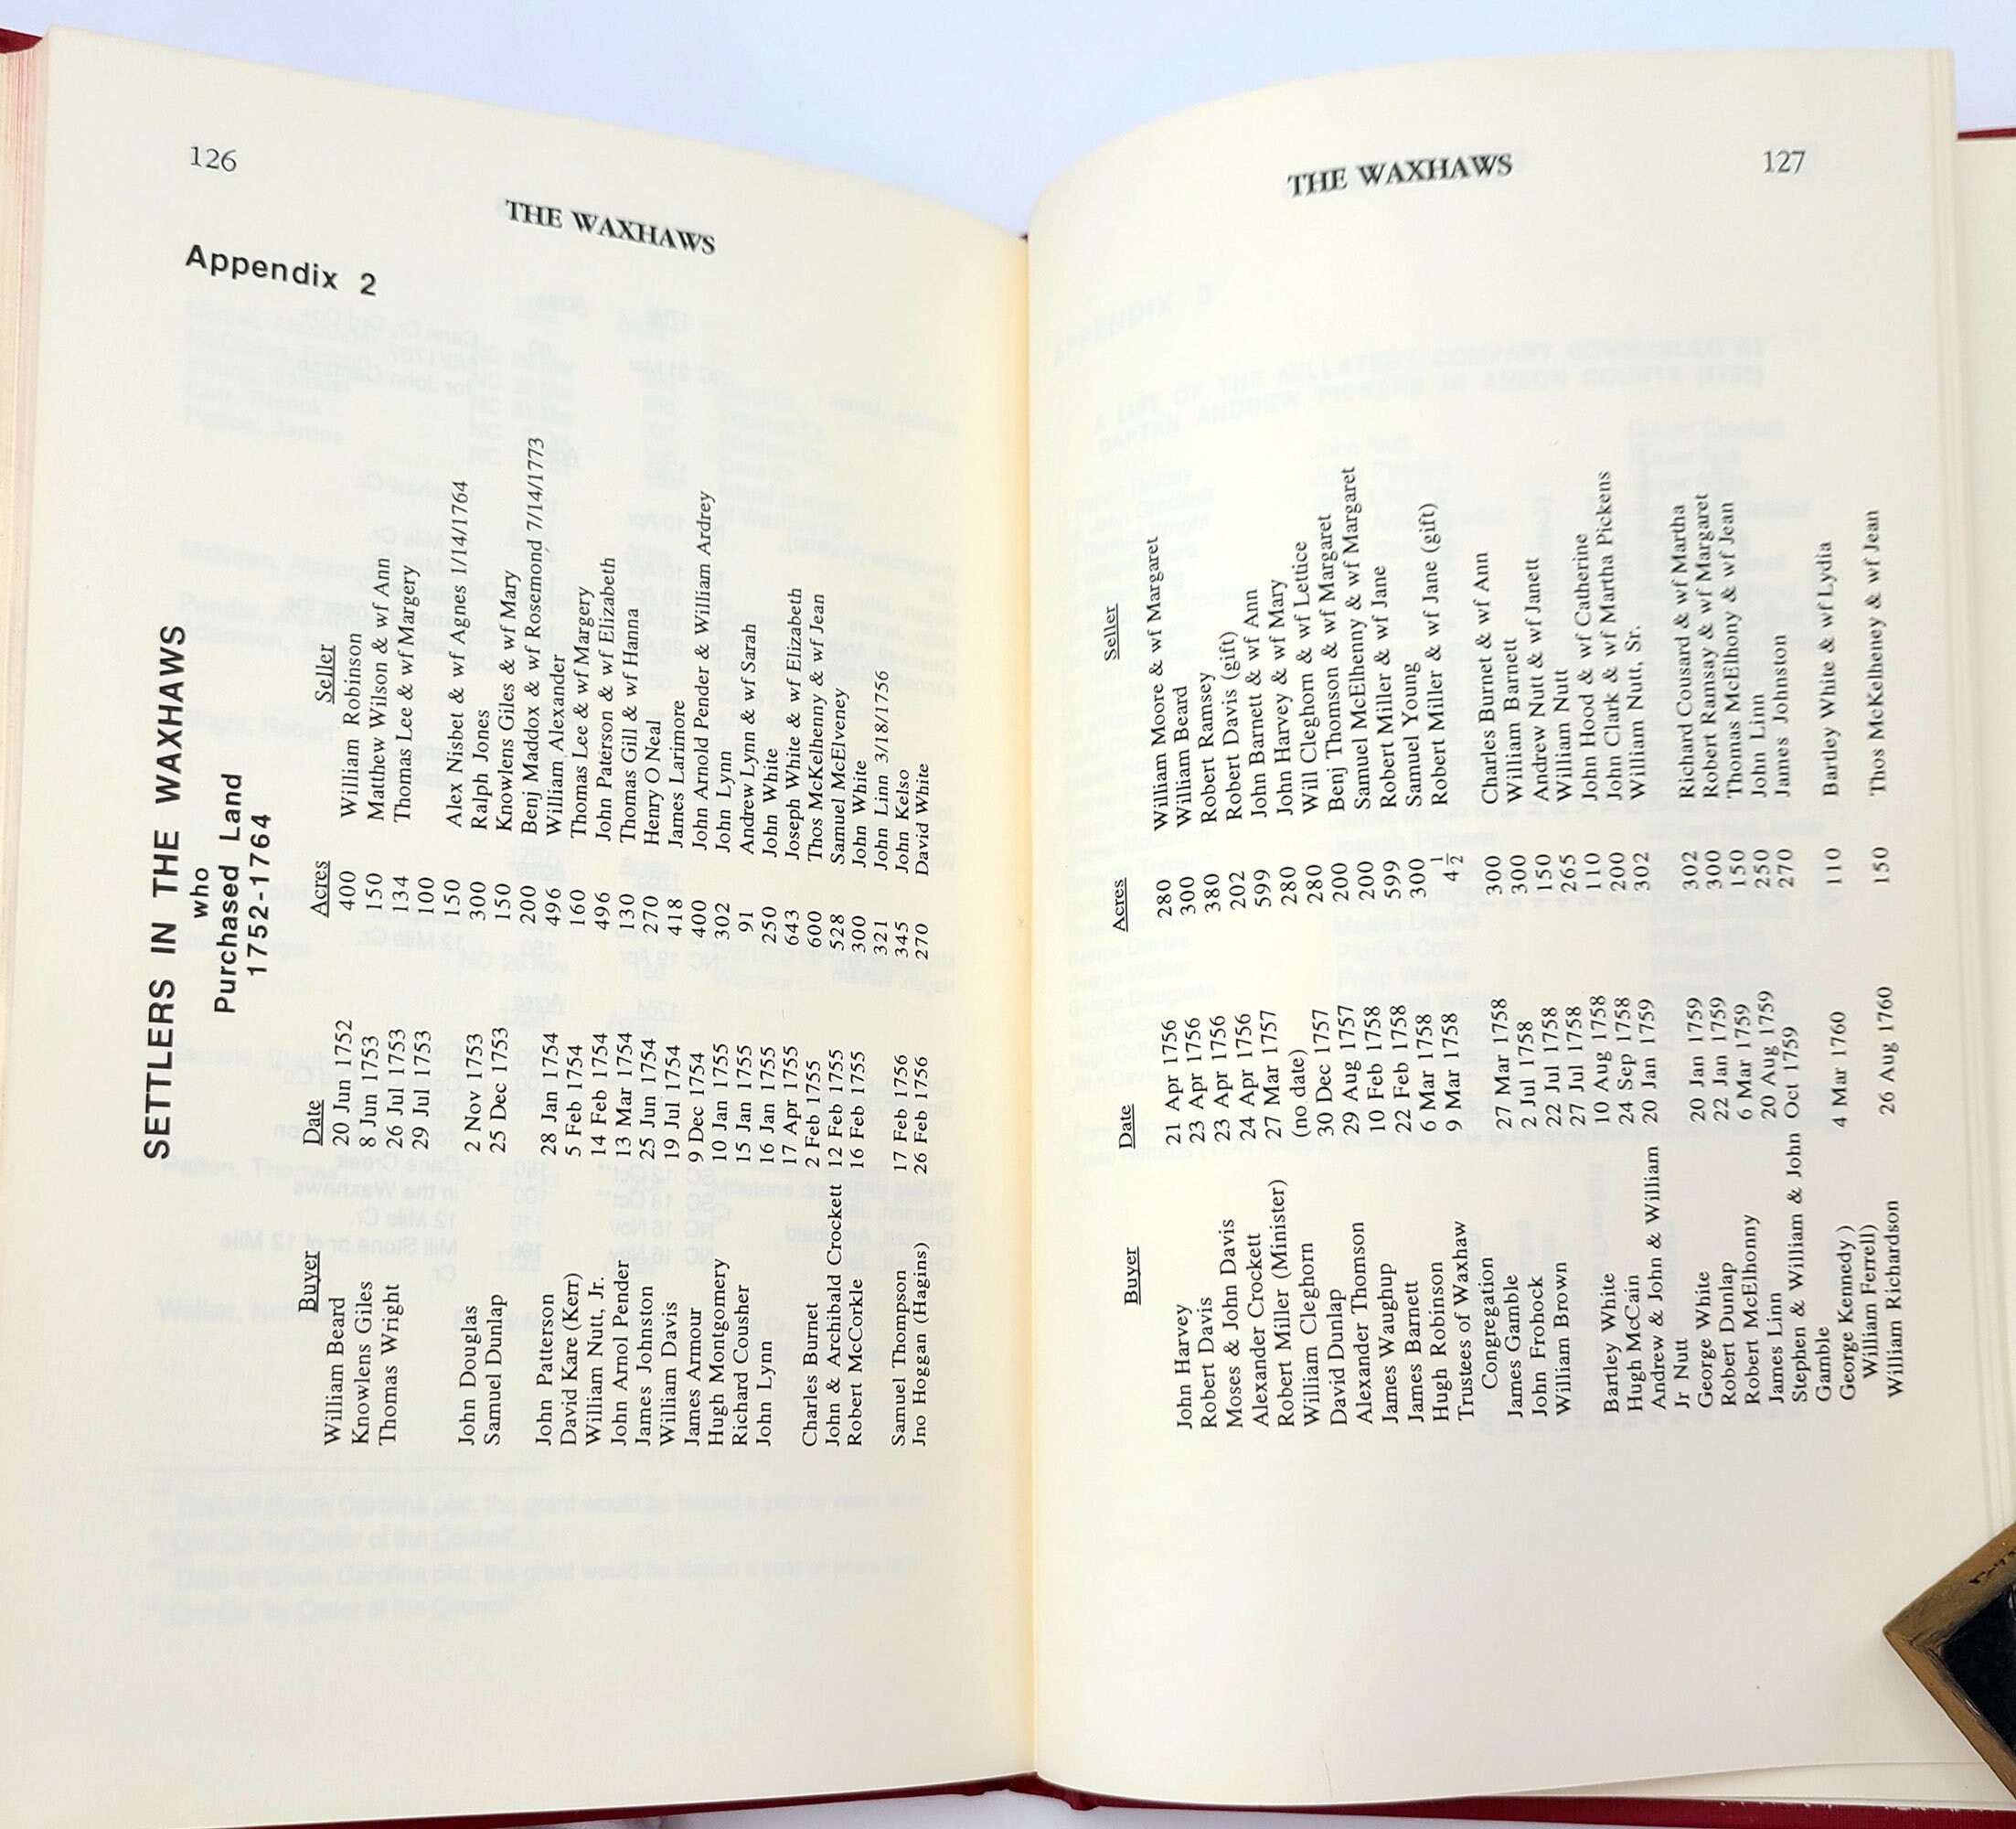 126
THE WAXHAWS
Appendix 2
SETTLERS IN THE WAXHAWS
who
Purchased Land
1752-1764
Buyer Date Acres Seller
William Beard 20 Jun 1752 400 William Robinson
Knowlens Giles 8 Jun 1753 150 Matthew Wilson & wf Ann
Thomas Wright 26 Jul 1753 134 Thomas Lee & wf Margery
29 Jul 1753 100
150 Alex Nisbet & wf Agnes 1/14/1764
John Douglas 2 Nov 1753 300 Ralph Jones
Samuel Dunlap 25 Dec 1753 150 Knowlens Giles & wf Mary
200 Benj Maddox & wf Rosemond 7/14/1773
John Patterson 28 Jan 1754 496 William Alexander
David Kare (Kerr) 5 Feb 1754 160 Thomas Lee & wf Margery
William Nutt, Jr. 14 Feb 1754 496 John Paterson & wf Elizabeth
John Arnol Pender 13 Mar 1754 130 Thomas Gill & wf Hanna
James Johnston 25 Jun 1754 270 Henry O Neal
William Davis 19 Jul 1754 418 James Larimore
James Armour 9 Dec 1754 400 John Arnold Pender & William Ardrey
Hugh Montgomery 10 Jan 1755 302 John Lynn
Richard Cousher 15 Jan 1755 91 Andrew Lynn & wf Sarah
John Lynn 16 Jan 1755 250 John White
17 Apr 1755 643 Joseph White & wf Elizabeth
Charles Burnet 2 Feb 1755 600 Thos McKelhenny & wf Jean
John & Archibald Crockett 12 Feb 1755 528 Samuel McElveney
Robert McCorkle 16 Feb 1755 300 John White
321 John Linn 3/18/1756
Samuel Thompson 17 Feb 1756 345 John Kelso
Jno Hoggan (Hagins) 26 Feb 1756 270 David White
THE WAXHAWS
127
Buyer Date Acres Seller
John Harvey 21 Apr 1756 280 William Moore & wf Margaret
Robert Davis 23 Apr 1756 300 William Beard
Moses & John Davis 23 Apr 1756 380 Robert Ramsey
Alexander Crockett 24 Apr 1756 202 Robert Davis (gift)
Robert Miller (Minister) 27 Mar 1757 599 John Barnett & wf Ann
William Cleghorn (no date) 280 John Harvey & wf Mary
David Dunlap 30 Dec 1757 280 Will Cleghorn & wf Lettice
Alexander Thomson 29 Aug 1757 200 Benj Thomson & wf Margaret
James Waughup 10 Feb 1758 200 Samuel McElhenny & wf Margaret
James Barnett 22 Feb 1758 599 Robert Miller & wf Jane
Hugh Robinson 6 Mar 1758 300 Samuel Young
Trustees of Waxhaw 9 Mar 1758 4½ Robert Miller & wf Jane (gift)
Congregation
James Gamble 27 Mar 1758 300 Charles Burnet & wf Ann
John Frohock 2 Jul 1758 300 William Barnett
William Brown 22 Jul 1758 150 Andrew Nutt & wf Janett
27 Jul 1758 265 William Nutt
Bartley White 10 Aug 1758 110 John Hood & wf Catherine
Hugh McCain 24 Sep 1758 200 John Clark & wf Martha Pickens
Andrew & John & William 20 Jan 1759 302 William Nutt, Sr.
Jr Nutt
George White 20 Jan 1759 302 Richard Cousard & wf Martha
Robert Dunlap 22 Jan 1759 300 Robert Ramsay & wf Margaret
Robert McElhonny 6 Mar 1759 150 Thomas McElhony & wf Jean
James Linn 20 Aug 1759 250 John Linn
Stephen & William & John Oct 1759 270 James Johnston
Gamble
George Kennedy ) 4 Mar 1760 110 Bartley White & wf Lydia
William Ferrell)
William Richardson 26 Aug 1760 150 Thos McKelheney & wf Jean